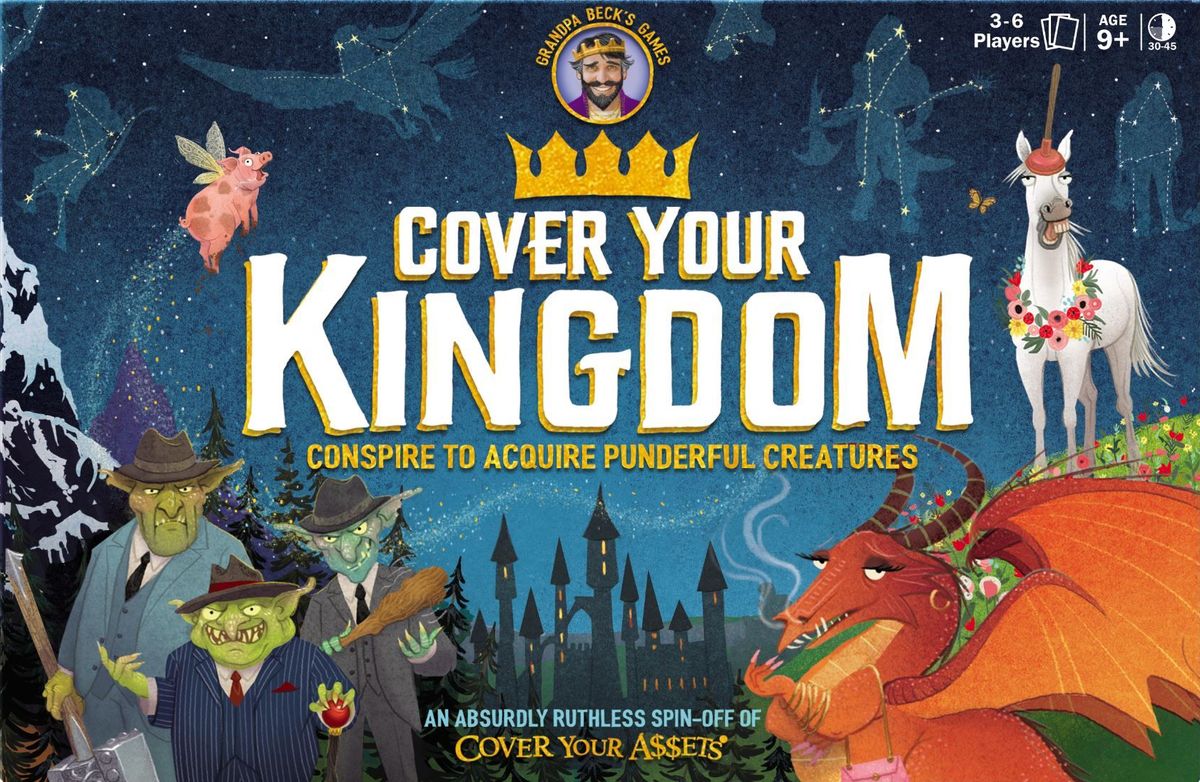 GRANDPA BECK'S GAMES
3-6
Players
AGE
9+
30-45
COVER YOUR
KINGDOM
CONSPIRE TO ACQUIRE PUNDERFUL CREATURES
AN ABSURDLY RUTHLESS SPIN-OFF OF
COVER YOUR A$$ETS®